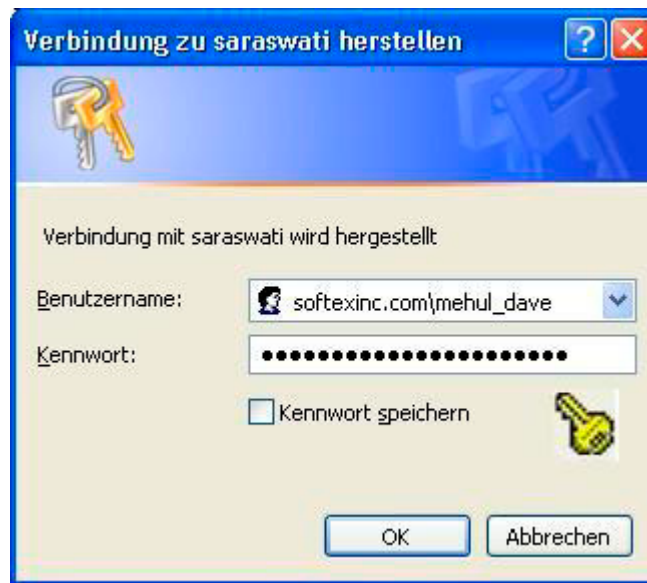 Verbindung zu saraswati herstellen
Verbindung mit saraswati wird hergestellt
Benutzername: softexinc.com\mehul_dave
Kennwort: ●●●●●●●●●●●●●●●●●●●●●●
Kennwort speichern
OK Abbrechen